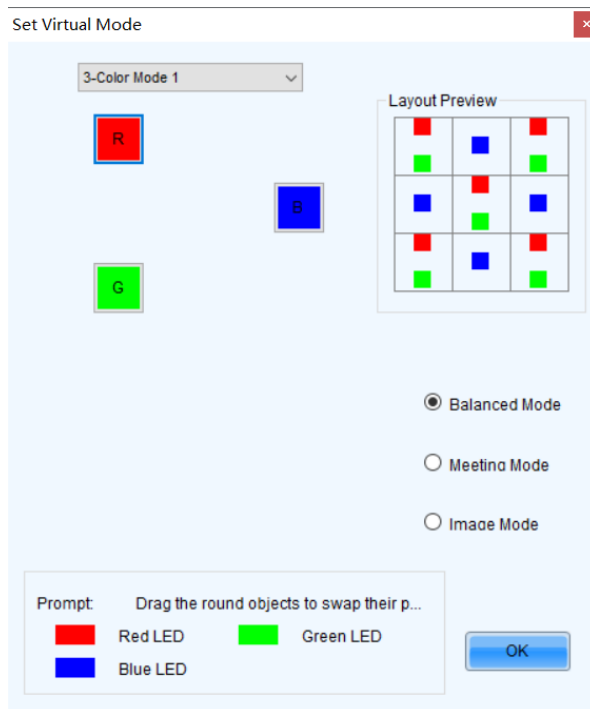 Set Virtual Mode
3-Color Mode 1
Layout Preview
R
B
G
Balanced Mode
Meeting Mode
Image Mode
Prompt: Drag the round objects to swap their p...
Red LED Green LED
Blue LED
OK